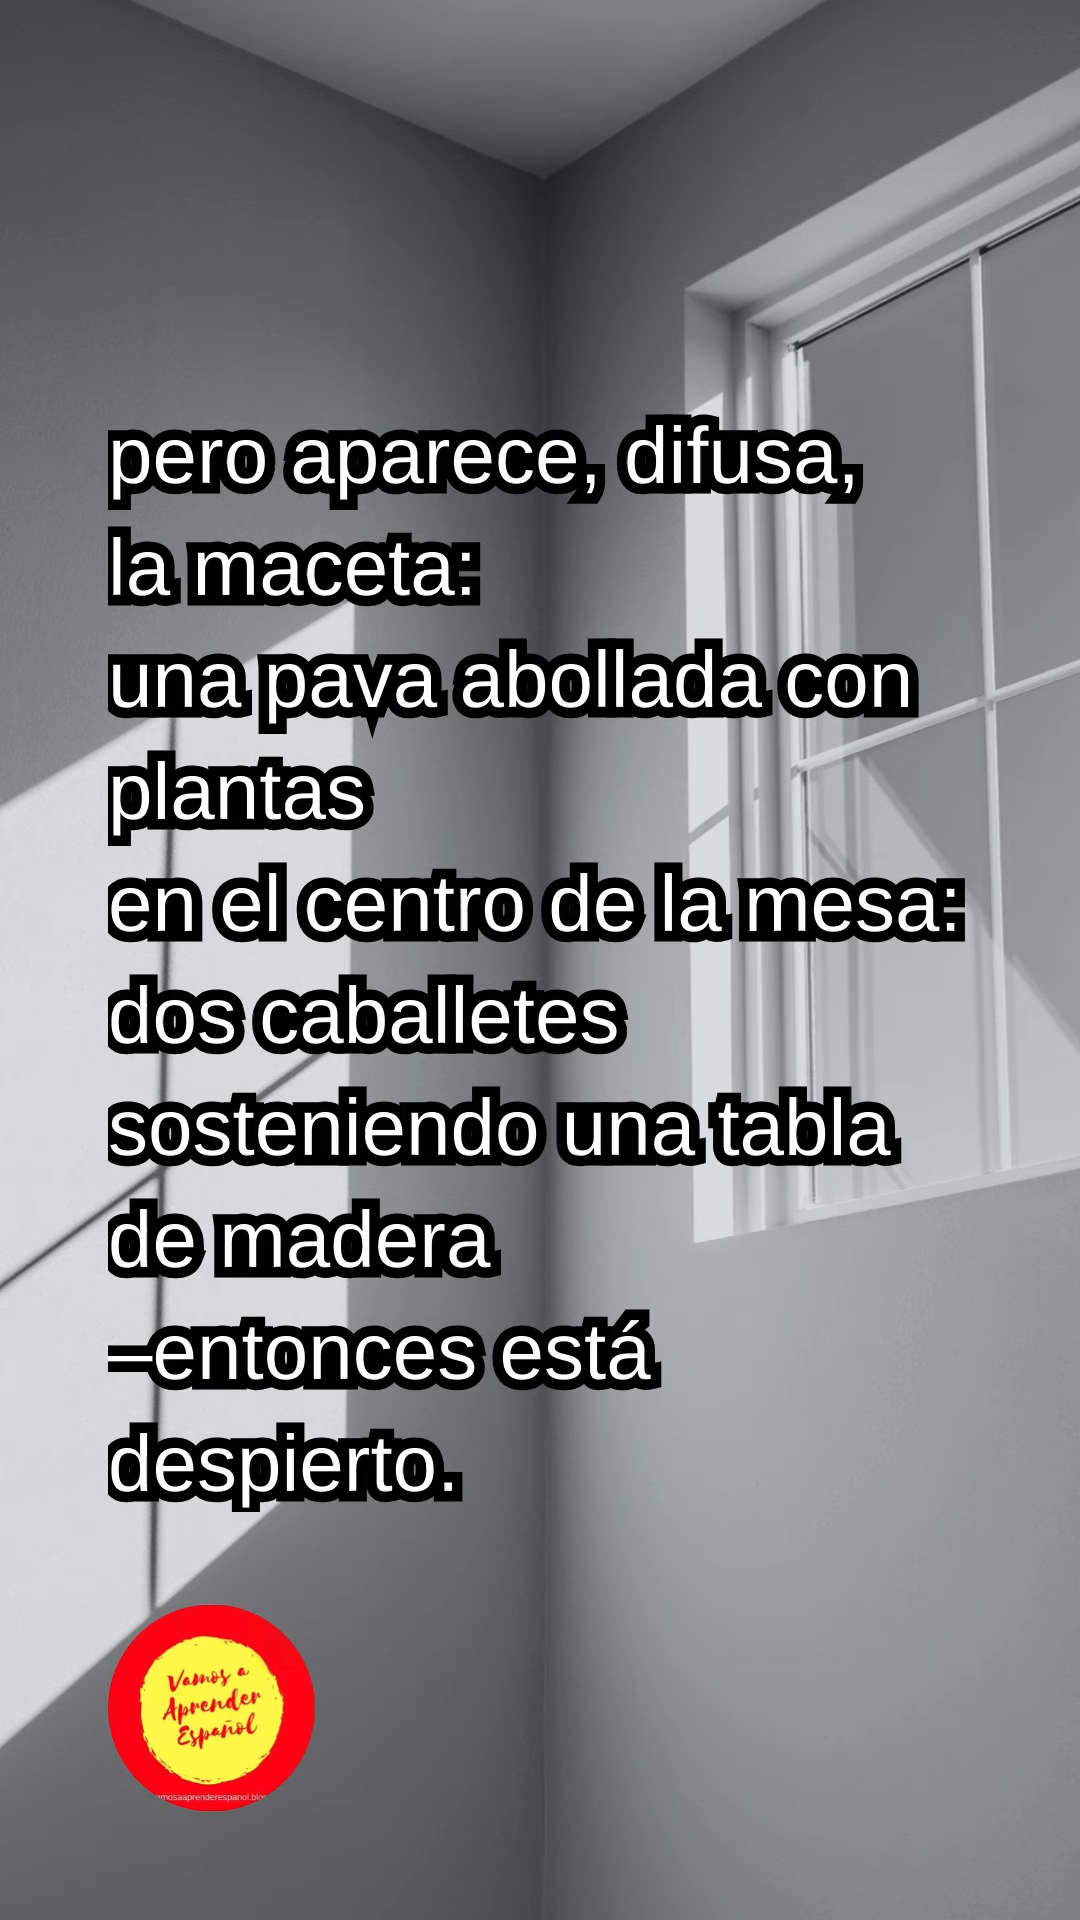 pero aparece, difusa,
la maceta:
una pava abollada con
plantas
en el centro de la mesa:
dos caballetes
sosteniendo una tabla
de madera
–entonces está
despierto.
Vamos a
Aprender
Español